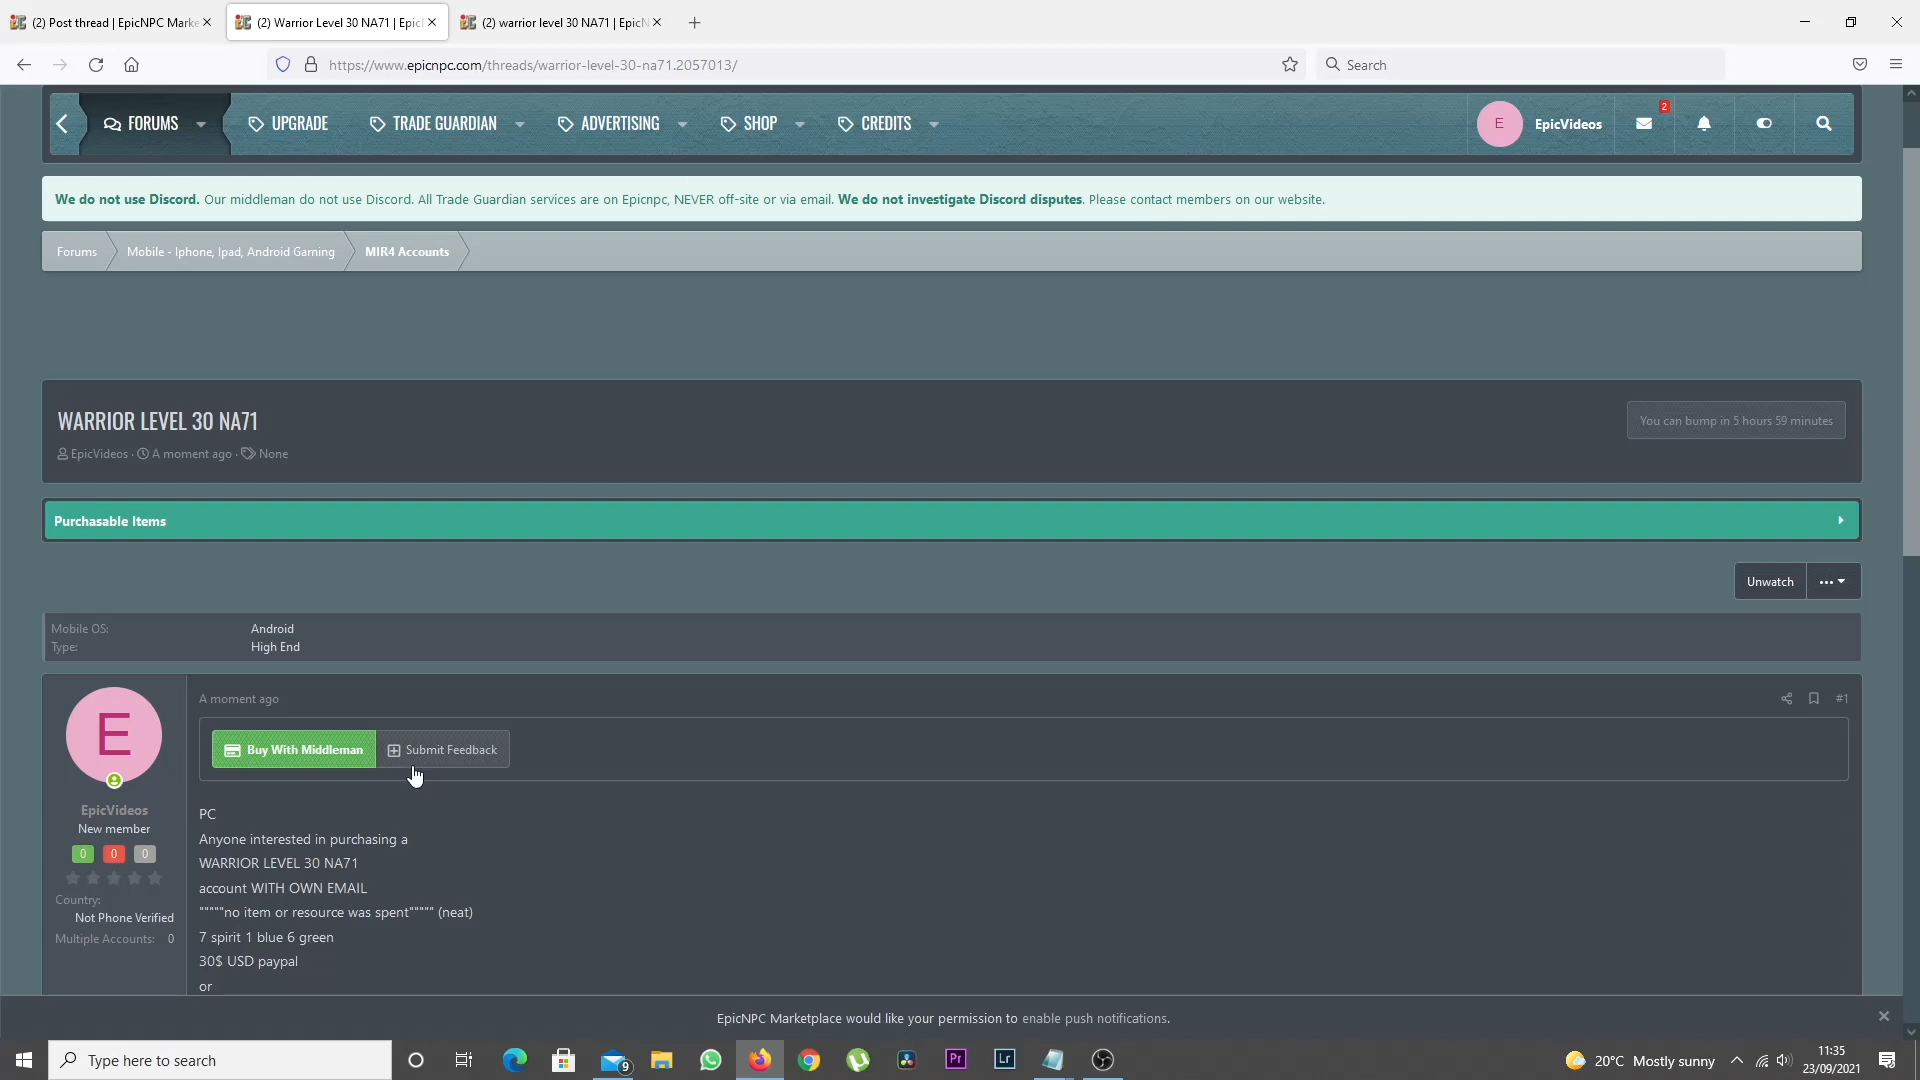 (2) Post thread | EpicNPC Marke
(2) Warrior Level 30 NA71 | Epic
(2) warrior level 30 NA71 | EpicN
https://www.epicnpc.com/threads/warrior-level-30-na71.2057013/
Search
FORUMS
UPGRADE
TRADE GUARDIAN
ADVERTISING
SHOP
CREDITS
E
EpicVideos
2
We do not use Discord. Our middleman do not use Discord. All Trade Guardian services are on Epicnpc, NEVER off-site or via email. We do not investigate Discord disputes. Please contact members on our website.
Forums
Mobile - Iphone, Ipad, Android Gaming
MIR4 Accounts
WARRIOR LEVEL 30 NA71
You can bump in 5 hours 59 minutes
EpicVideos · A moment ago · None
Purchasable Items
Unwatch
Mobile OS: Android
Type: High End
A moment ago
#1
E
Buy With Middleman
Submit Feedback
EpicVideos
New member
0 0 0
Country:
Not Phone Verified
Multiple Accounts: 0
PC
Anyone interested in purchasing a
WARRIOR LEVEL 30 NA71
account WITH OWN EMAIL
"""""no item or resource was spent""""" (neat)
7 spirit 1 blue 6 green
30$ USD paypal
or
EpicNPC Marketplace would like your permission to enable push notifications.
Type here to search
9
Pr
Lr
20°C Mostly sunny
11:35
23/09/2021